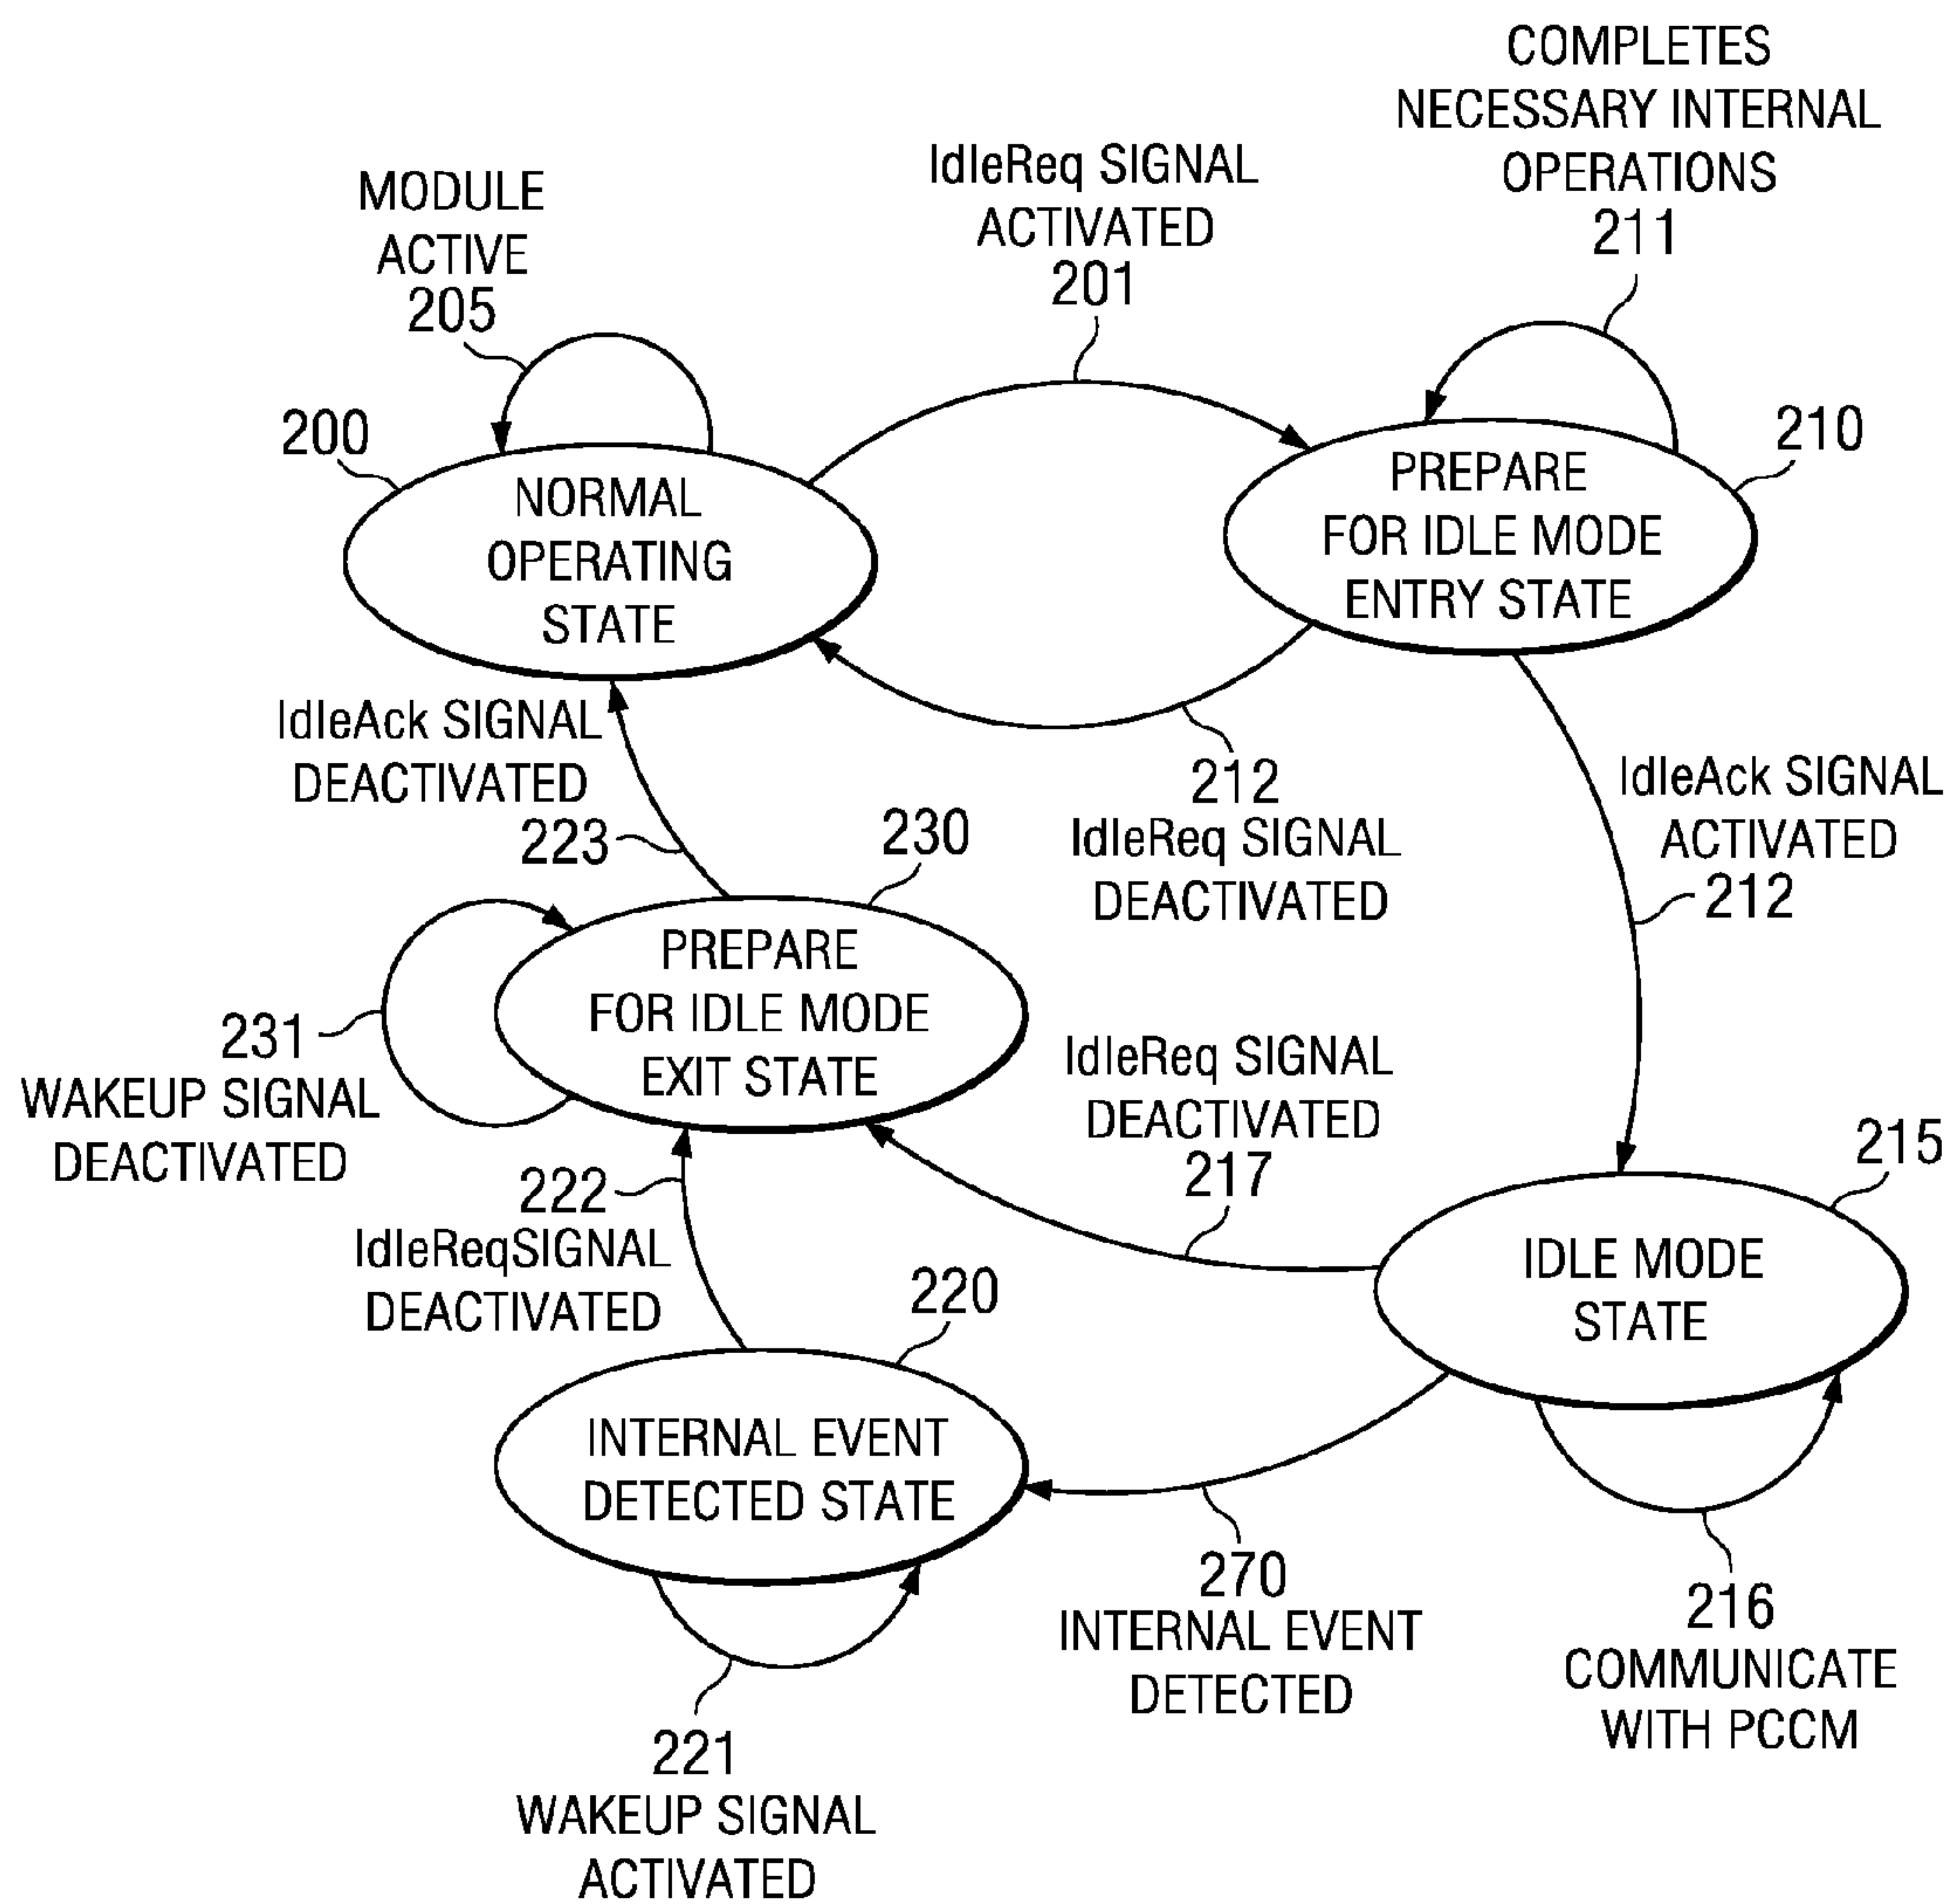 COMPLETES
NECESSARY INTERNAL
OPERATIONS
211
IdleReq SIGNAL
ACTIVATED
201
MODULE
ACTIVE
205
200
NORMAL
OPERATING
STATE
210
PREPARE
FOR IDLE MODE
ENTRY STATE
IdleAck SIGNAL
DEACTIVATED
223
212
IdleReq SIGNAL
DEACTIVATED
IdleAck SIGNAL
ACTIVATED
212
230
PREPARE
FOR IDLE MODE
EXIT STATE
231
WAKEUP SIGNAL
DEACTIVATED
IdleReq SIGNAL
DEACTIVATED
217
215
IDLE MODE
STATE
222
IdleReqSIGNAL
DEACTIVATED
220
INTERNAL EVENT
DETECTED STATE
270
INTERNAL EVENT
DETECTED
216
COMMUNICATE
WITH PCCM
221
WAKEUP SIGNAL
ACTIVATED